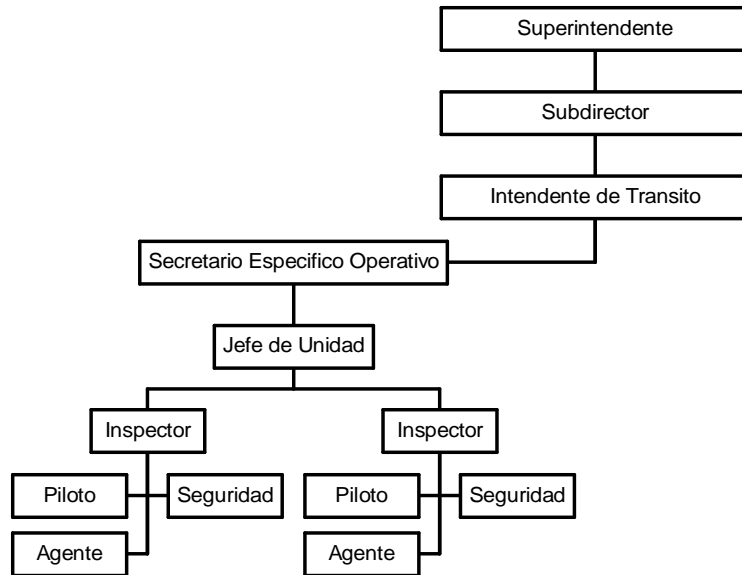 Superintendente
Subdirector
Intendente de Transito
Secretario Especifico Operativo
Jefe de Unidad
Inspector
Inspector
Piloto
Seguridad
Piloto
Seguridad
Agente
Agente